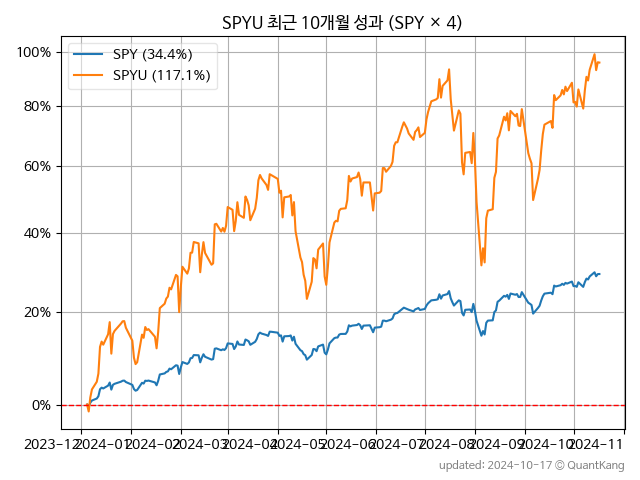 SPYU 최근 10개월 성과 (SPY × 4)
SPY (34.4%)
SPYU (117.1%)
100%
80%
60%
40%
20%
0%
2023-12 2024-01 2024-02 2024-03 2024-04 2024-05 2024-06 2024-07 2024-08 2024-09 2024-10 2024-11
updated: 2024-10-17 © QuantKang